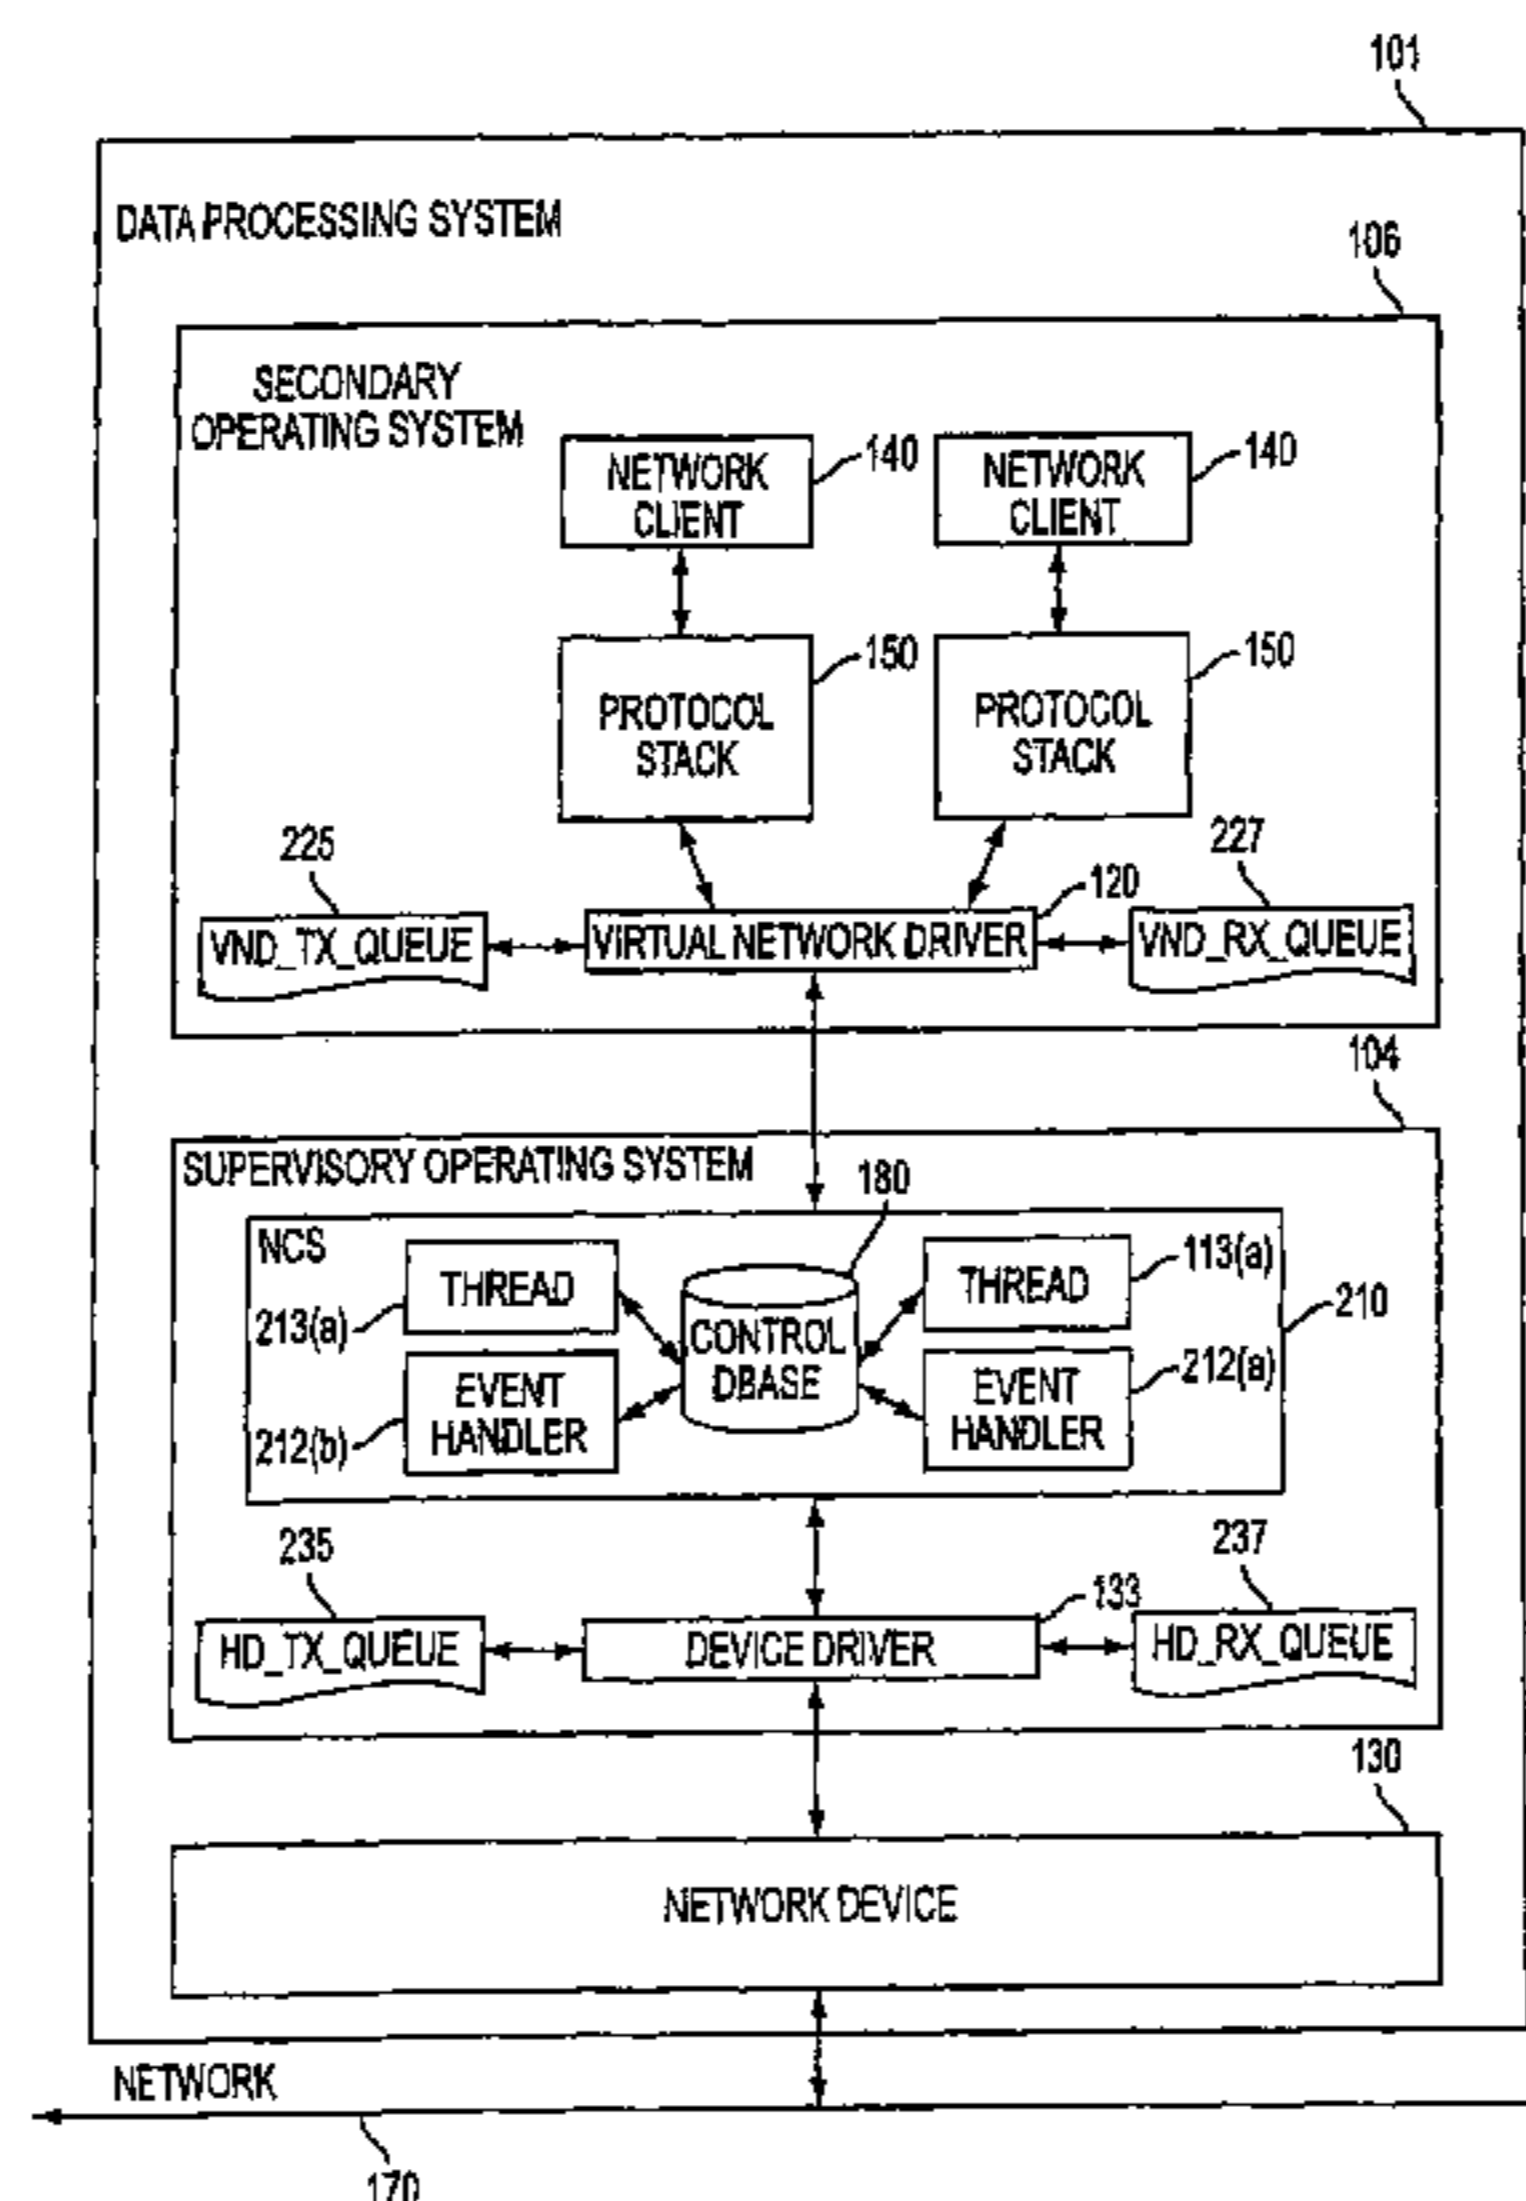 101
DATA PROCESSING SYSTEM
106
SECONDARY
OPERATING SYSTEM
NETWORK
CLIENT
140
NETWORK
CLIENT
140
PROTOCOL
STACK
150
PROTOCOL
STACK
150
225
227
VND_TX_QUEUE
VIRTUAL NETWORK DRIVER
120
VND_RX_QUEUE
104
SUPERVISORY OPERATING SYSTEM
180
NCS
THREAD
213(a)
CONTROL
DBASE
THREAD
113(a)
210
EVENT
HANDLER
212(b)
EVENT
HANDLER
212(a)
235
237
HD_TX_QUEUE
DEVICE DRIVER
133
HD_RX_QUEUE
130
NETWORK DEVICE
NETWORK
170